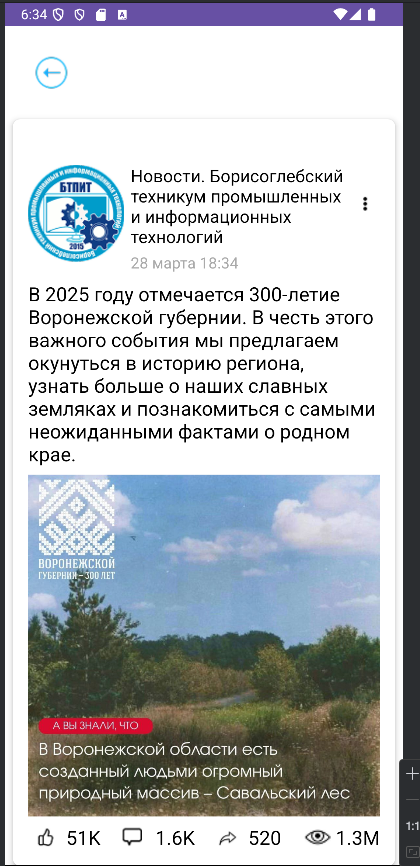 6:34
A
БТПИТ
2015
Новости. Борисоглебский
техникум промышленных
и информационных
технологий
28 марта 18:34
В 2025 году отмечается 300-летие
Воронежской губернии. В честь этого
важного события мы предлагаем
окунуться в историю региона,
узнать больше о наших славных
земляках и познакомиться с самыми
неожиданными фактами о родном
крае.
ВОРОНЕЖСКОЙ
ГУБЕРНИИ – 300 ЛЕТ
А ВЫ ЗНАЛИ, ЧТО
В Воронежской области есть
созданный людьми огромный
природный массив – Савальский лес
51K 1.6K 520 1.3M
1:1